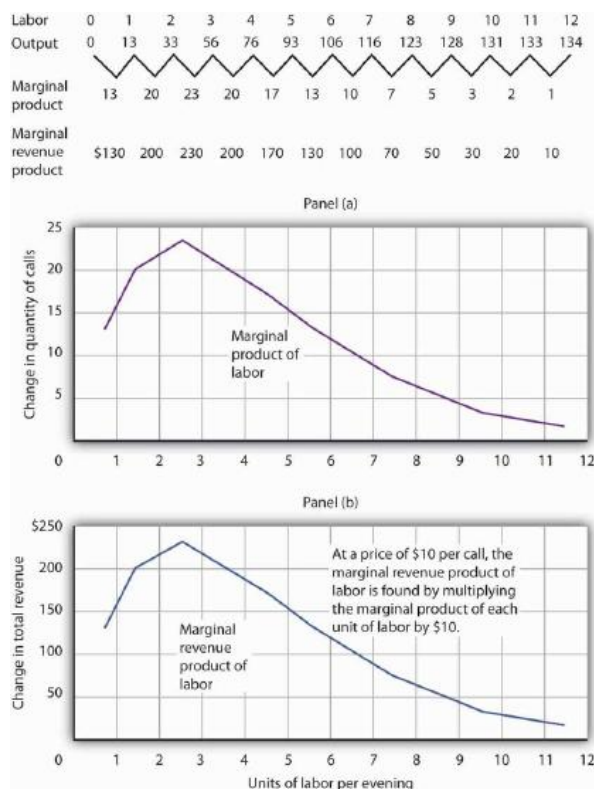 Labor 0 1 2 3 4 5 6 7 8 9 10 11 12
Output 0 13 33 56 76 93 106 116 123 128 131 133 134
Marginal
product
13 20 23 20 17 13 10 7 5 3 2 1
Marginal
revenue
product
$130 200 230 200 170 130 100 70 50 30 20 10
Panel (a)
Change in quantity of calls
25
20
15
10
5
Marginal
product of
labor
0 1 2 3 4 5 6 7 8 9 10 11 12
Panel (b)
Change in total revenue
$250
200
150
100
50
At a price of $10 per call, the
marginal revenue product of
labor is found by multiplying
the marginal product of each
unit of labor by $10.
Marginal
revenue
product of
labor
0 1 2 3 4 5 6 7 8 9 10 11 12
Units of labor per evening